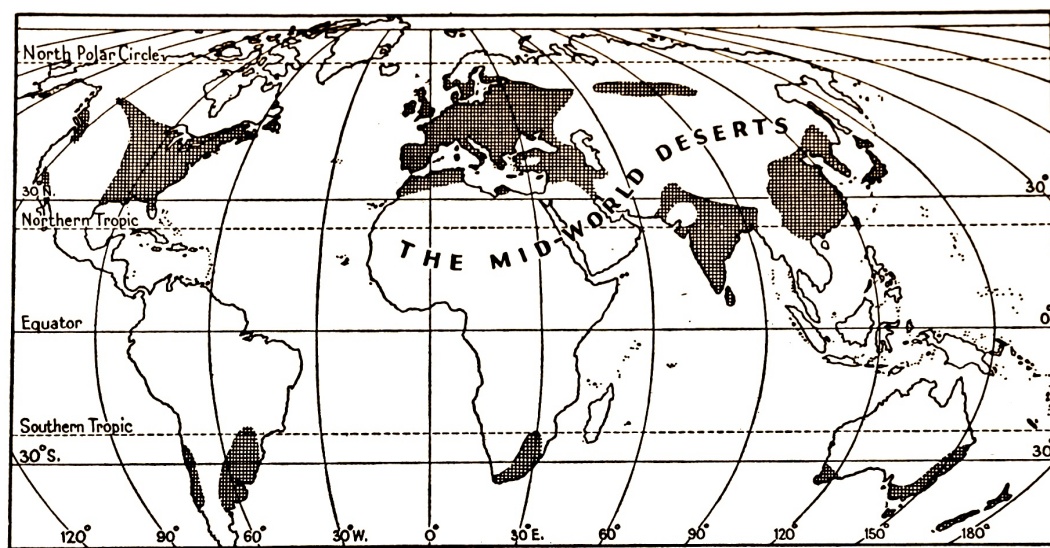 North Polar Circle
THE MID-WORLD DESERTS
30°N.
30°
Northern Tropic
Equator
0°
Southern Tropic
30°S.
30
120°
90°
60°
30°W.
0°
30°E.
60°
90°
120°
150°
180°